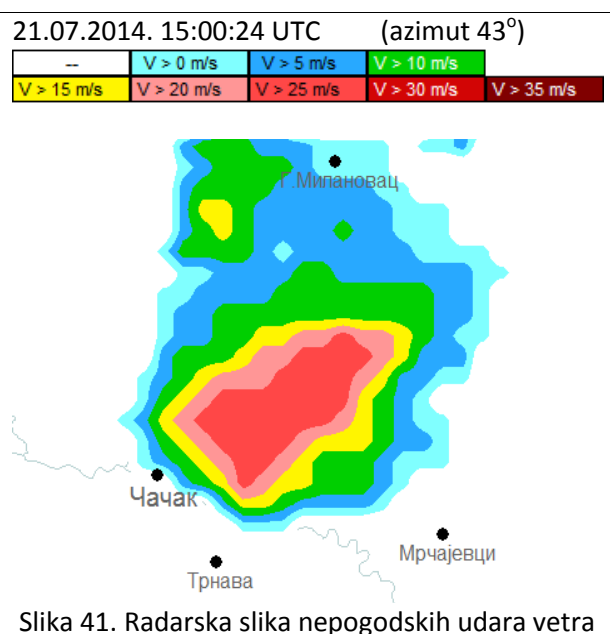 21.07.2014. 15:00:24 UTC (azimut 43°)
-- V > 0 m/s V > 5 m/s V > 10 m/s
V > 15 m/s V > 20 m/s V > 25 m/s V > 30 m/s V > 35 m/s
Г.Милановац
Чачак
Мрчајевци
Трнава
Slika 41. Radarska slika nepogodskih udara vetra